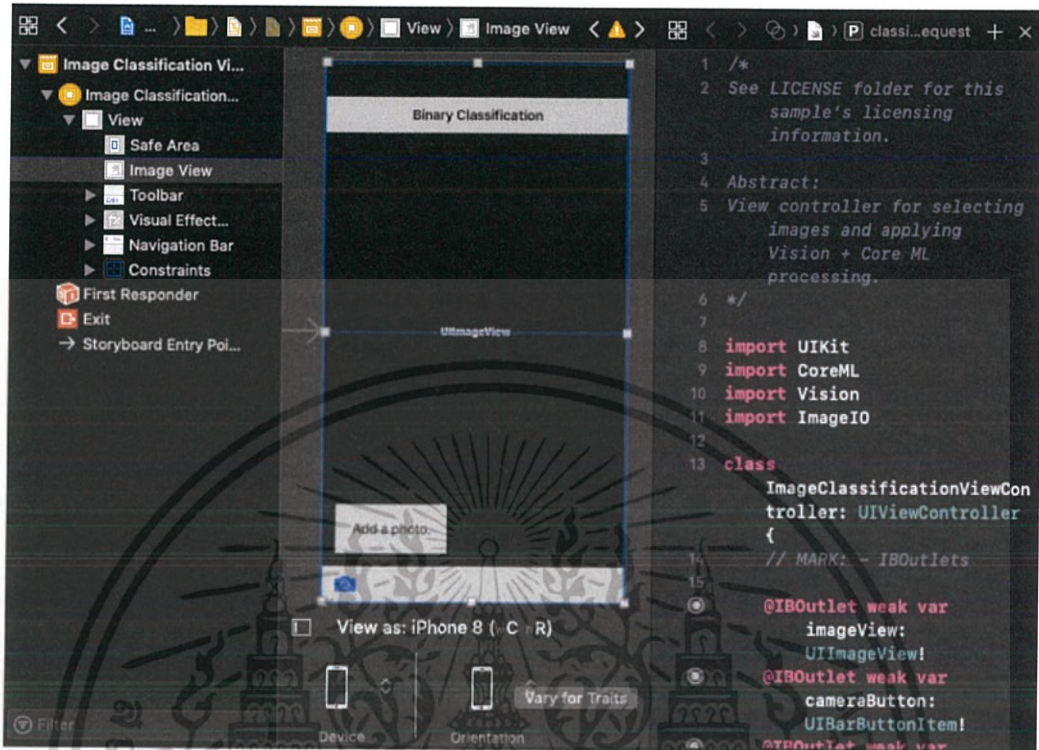 ... View Image View
classi...equest
Image Classification Vi...
Image Classification...
View
Safe Area
Image View
Toolbar
Visual Effect...
Navigation Bar
Constraints
First Responder
Exit
Storyboard Entry Poi...
Filter
Binary Classification
UIImageView
Add a photo.
View as: iPhone 8 ( C R)
Vary for Traits
Device
Orientation
1 /*
2 See LICENSE folder for this
sample's licensing
information.
3
4 Abstract:
5 View controller for selecting
images and applying
Vision + Core ML
processing.
6 */
7
8 import UIKit
9 import CoreML
10 import Vision
11 import ImageIO
12
13 class
ImageClassificationViewCon
troller: UIViewController
{
14 // MARK: - IBOutlets
15
@IBOutlet weak var
imageView:
UIImageView!
@IBOutlet weak var
cameraButton:
UIBarButtonItem!
@IBOutlet weak var